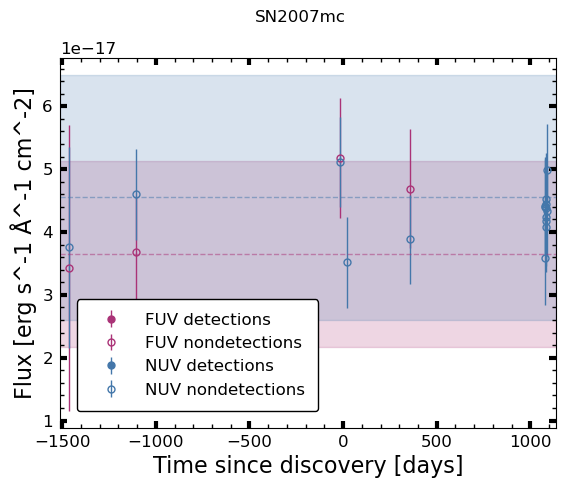 SN2007mc
1e−17
6
5
4
3
2
1
Flux [erg s^-1 Å^-1 cm^-2]
FUV detections
FUV nondetections
NUV detections
NUV nondetections
−1500 −1000 −500 0 500 1000
Time since discovery [days]